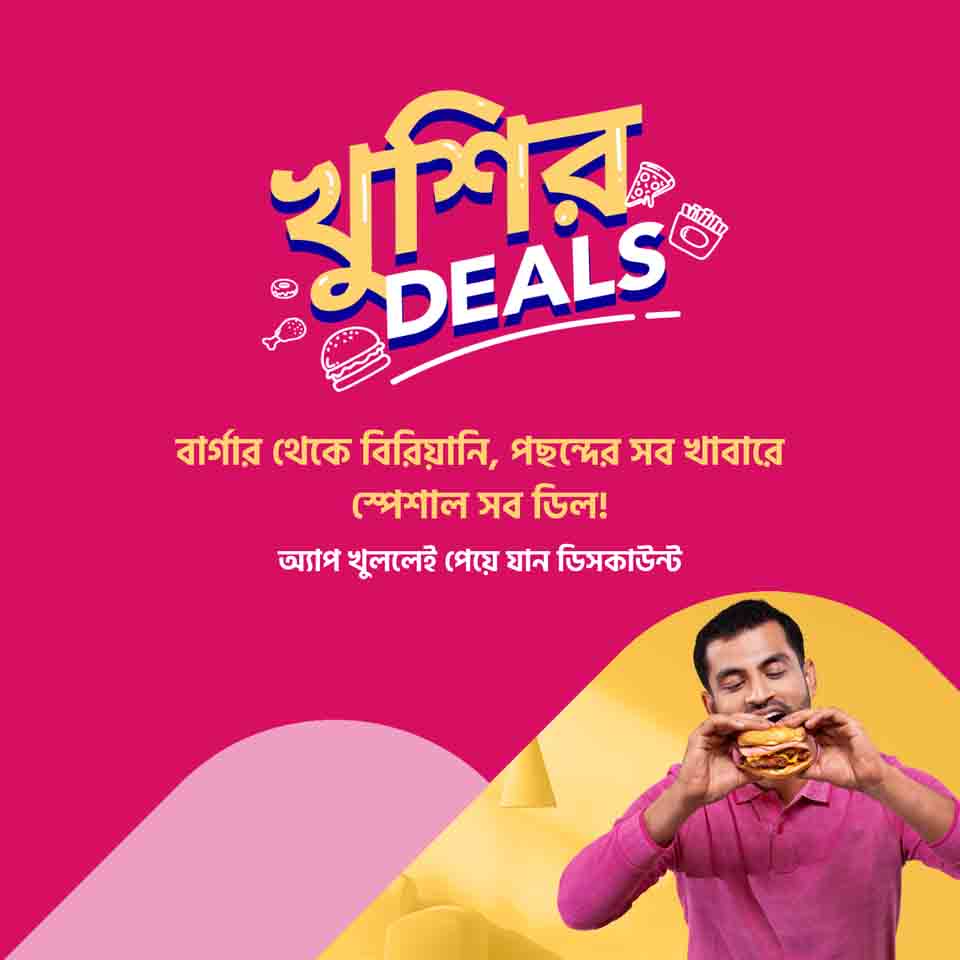 খুশির
DEALS
বার্গার থেকে বিরিয়ানি, পছন্দের সব খাবারে
স্পেশাল সব ডিল!
অ্যাপ খুললেই পেয়ে যান ডিসকাউন্ট